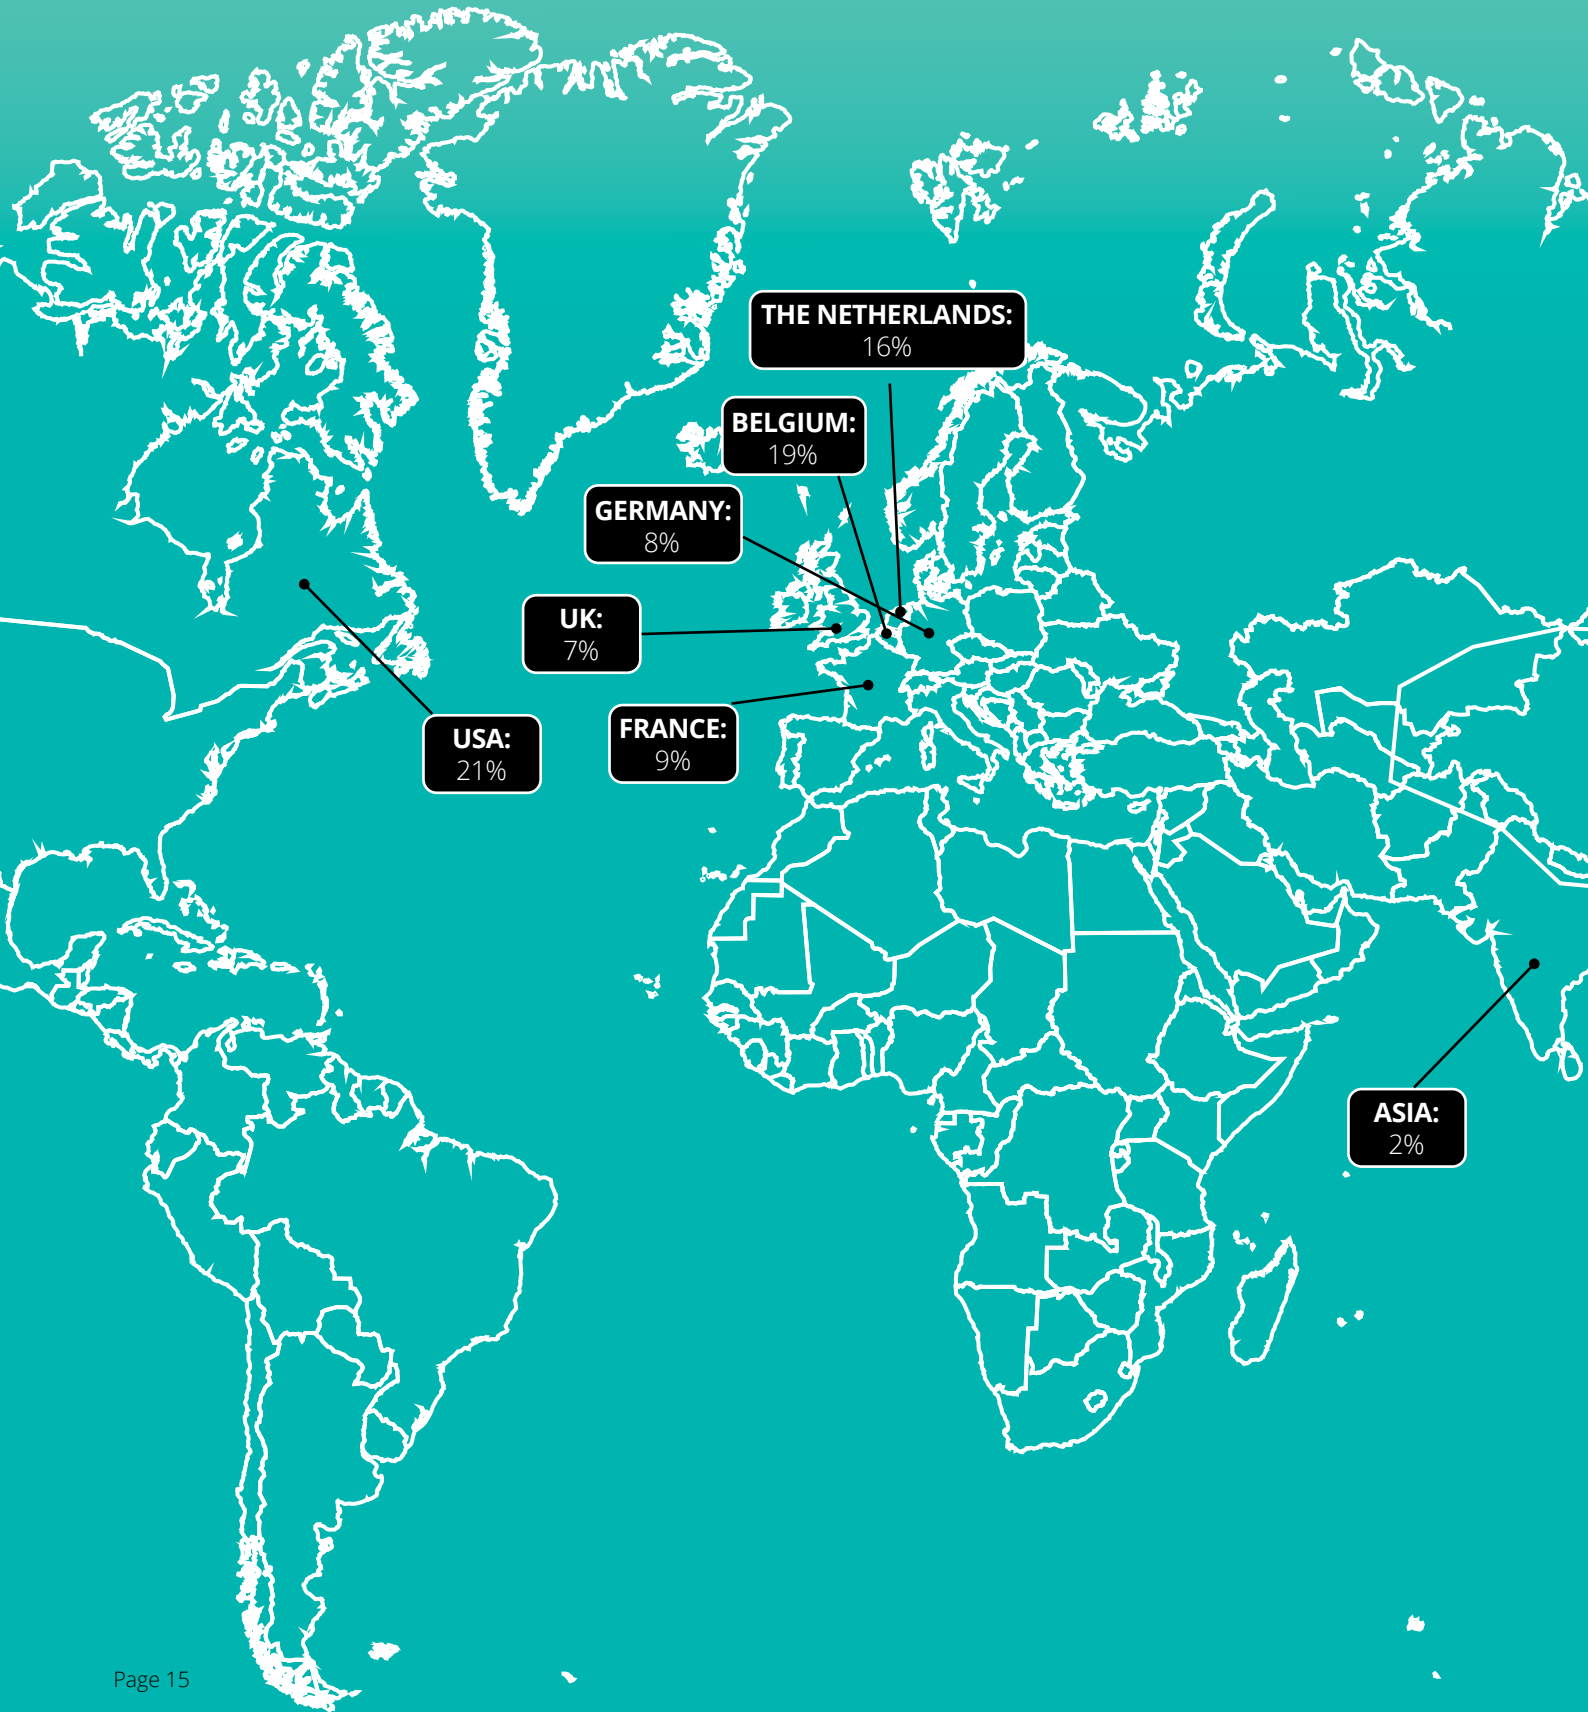 THE NETHERLANDS:
16%
BELGIUM:
19%
GERMANY:
8%
UK:
7%
FRANCE:
9%
USA:
21%
ASIA:
2%
Page 15